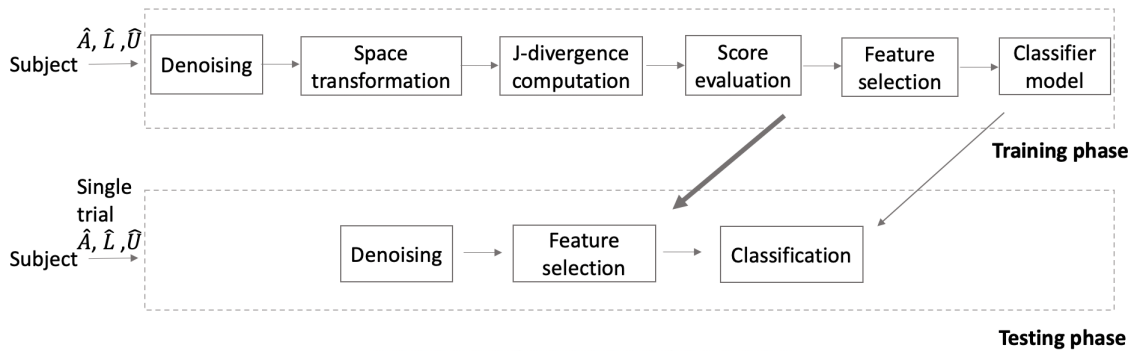 Â, L̂ ,Û
Subject
Denoising
Space
transformation
J-divergence
computation
Score
evaluation
Feature
selection
Classifier
model
Training phase
Single
trial
Â, L̂ ,Û
Subject
Denoising
Feature
selection
Classification
Testing phase